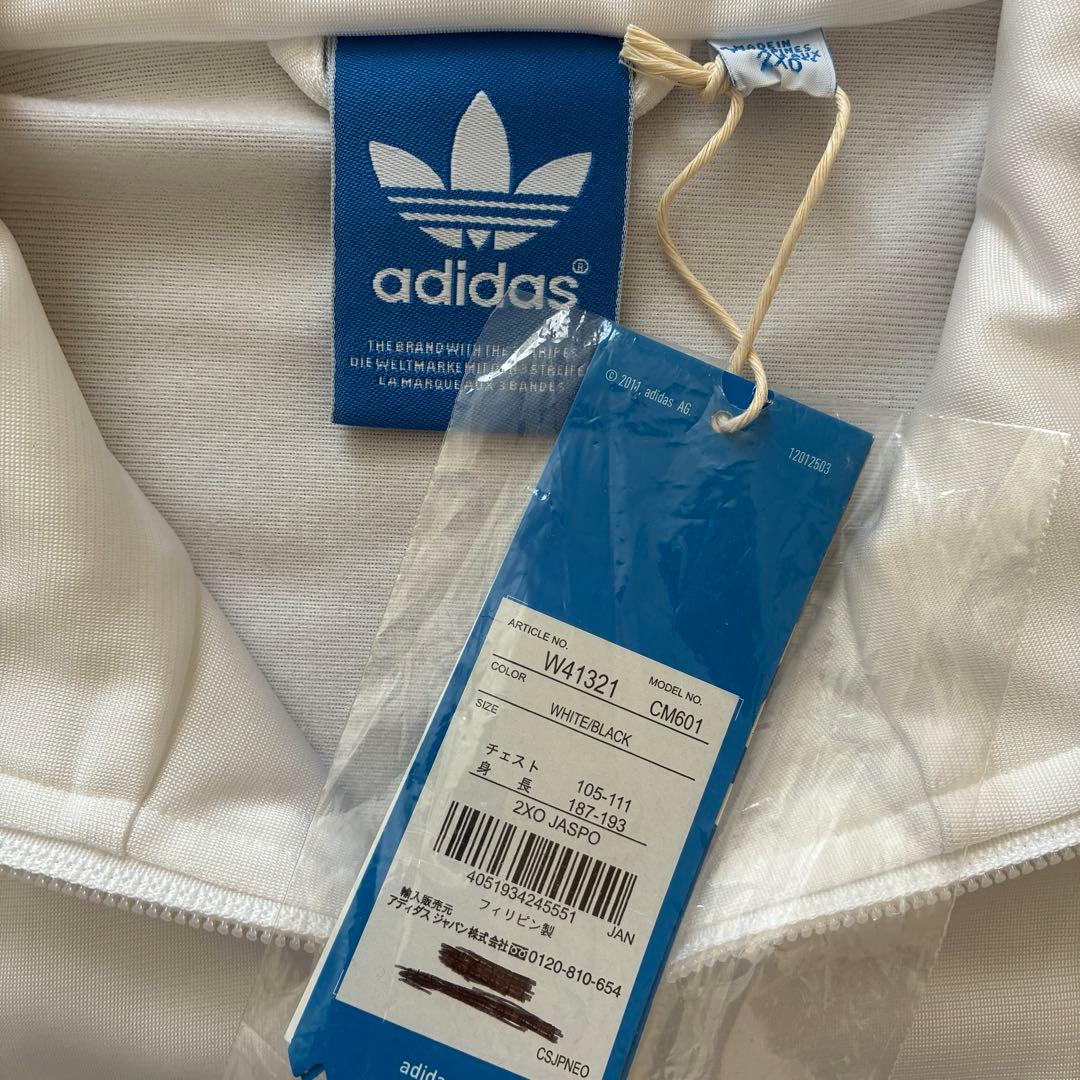 MADE IN
2XO
adidas®
THE BRAND WITH THE 3 STRIPES
DIE WELTMARKE MIT DEN 3 STREIFEN
LA MARQUE AUX 3 BANDES
© 2011, adidas AG
12012503
ARTICLE NO. W41321
MODEL NO. CM601
COLOR WHITE/BLACK
SIZE
チェスト 105-111
身長 187-193
2XO JASPO
4051934245551
JAN
フィリピン製
輸入販売元
アディダス ジャパン株式会社 0120-810-654
CSJPNEO